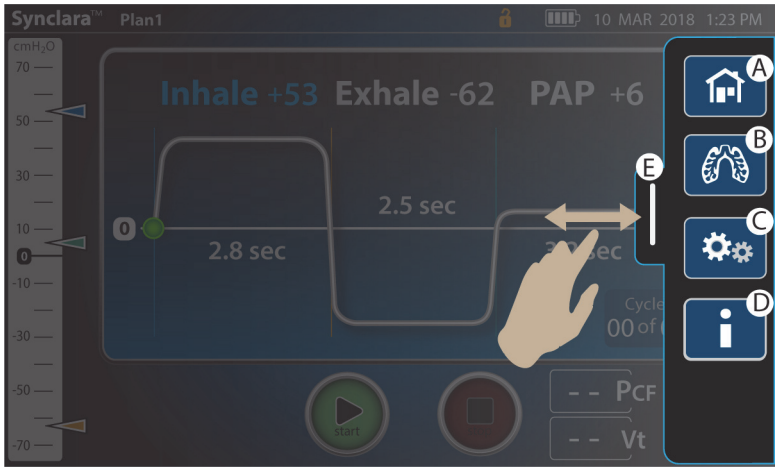 Synclara™ Plan1 10 MAR 2018 1:23 PM
cmH₂O
70
50
30
10
0
-10
-30
-50
-70
Inhale +53 Exhale -62 PAP +6
0
2.8 sec
2.5 sec
sec
Cycle
00 of
start
-- PCF
-- Vt
A
B
C
D
E